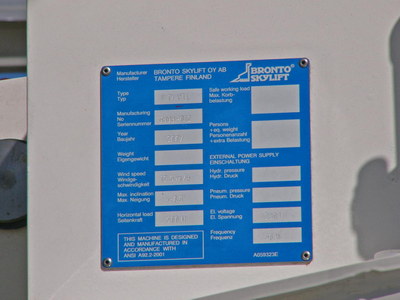 Manufacturer BRONTO SKYLIFT OY AB
Hersteller TAMPERE FINLAND
BRONTO
SKYLIFT
Type
Typ
Manufacturing
No
Seriennummer
Year
Baujahr
Weight
Eigengewicht
Wind speed
Windge-
schwindigkeit
Max. inclination
Max. Neigung
Horizontal load
Seitenkraft
THIS MACHINE IS DESIGNED
AND MANUFACTURED IN
ACCORDANCE WITH
ANSI A92.2-2001
Safe working load
Max. Korb-
belastung
Persons
+eq. weight
Personenanzahl
+extra Belastung
EXTERNAL POWER SUPPLY
EINSCHALTUNG
Hydr. pressure
Hydr. Druck
Pneum. pressure
Pneum. Druck
El. voltage
El. Spannung
Frequency
Frequenz
A059323E